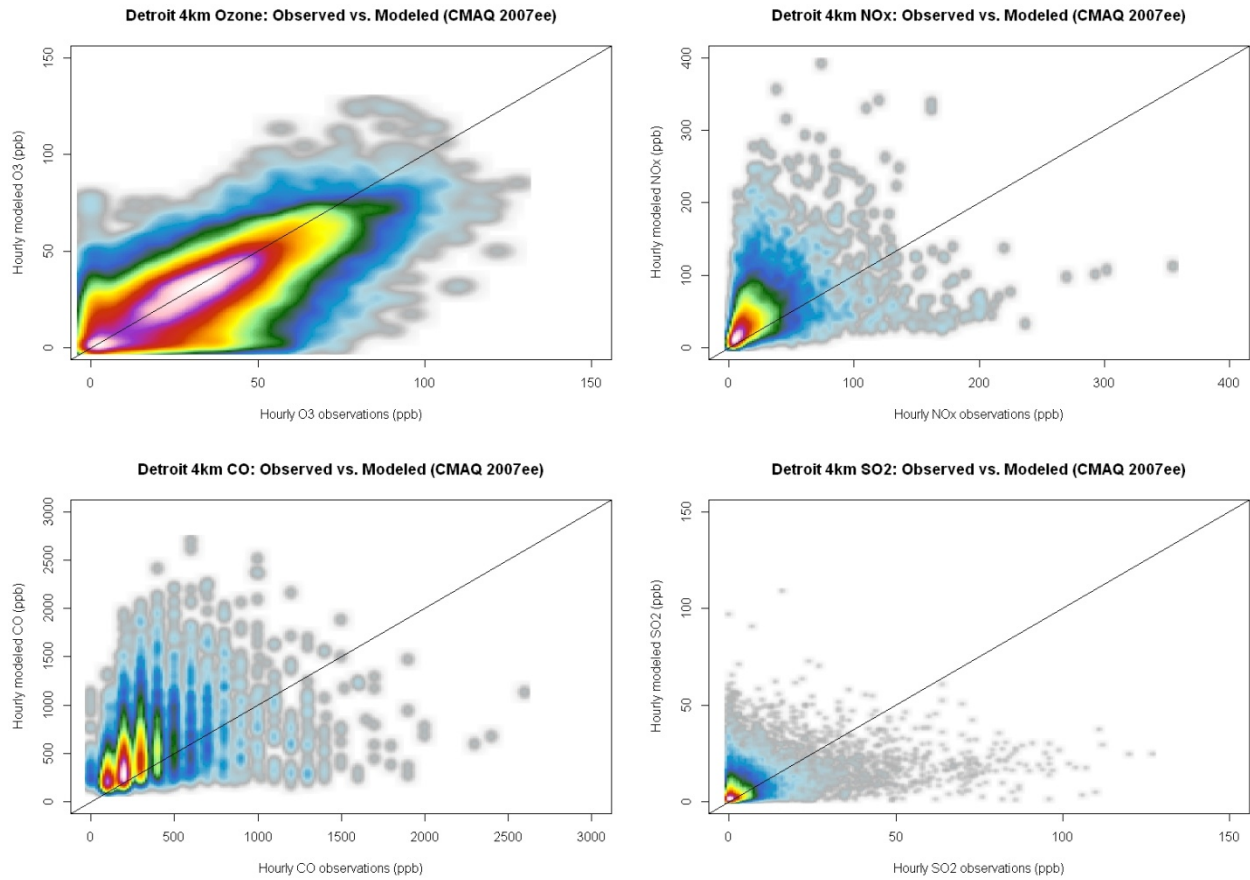 Detroit 4km Ozone: Observed vs. Modeled (CMAQ 2007ee)
Hourly modeled O3 (ppb)
150
100
50
0
0 50 100 150
Hourly O3 observations (ppb)
Detroit 4km NOx: Observed vs. Modeled (CMAQ 2007ee)
Hourly modeled NOx (ppb)
400
300
200
100
0
0 100 200 300 400
Hourly NOx observations (ppb)
Detroit 4km CO: Observed vs. Modeled (CMAQ 2007ee)
Hourly modeled CO (ppb)
3000
2500
2000
1500
1000
500
0
0 500 1000 1500 2000 2500 3000
Hourly CO observations (ppb)
Detroit 4km SO2: Observed vs. Modeled (CMAQ 2007ee)
Hourly modeled SO2 (ppb)
150
100
50
0
0 50 100 150
Hourly SO2 observations (ppb)